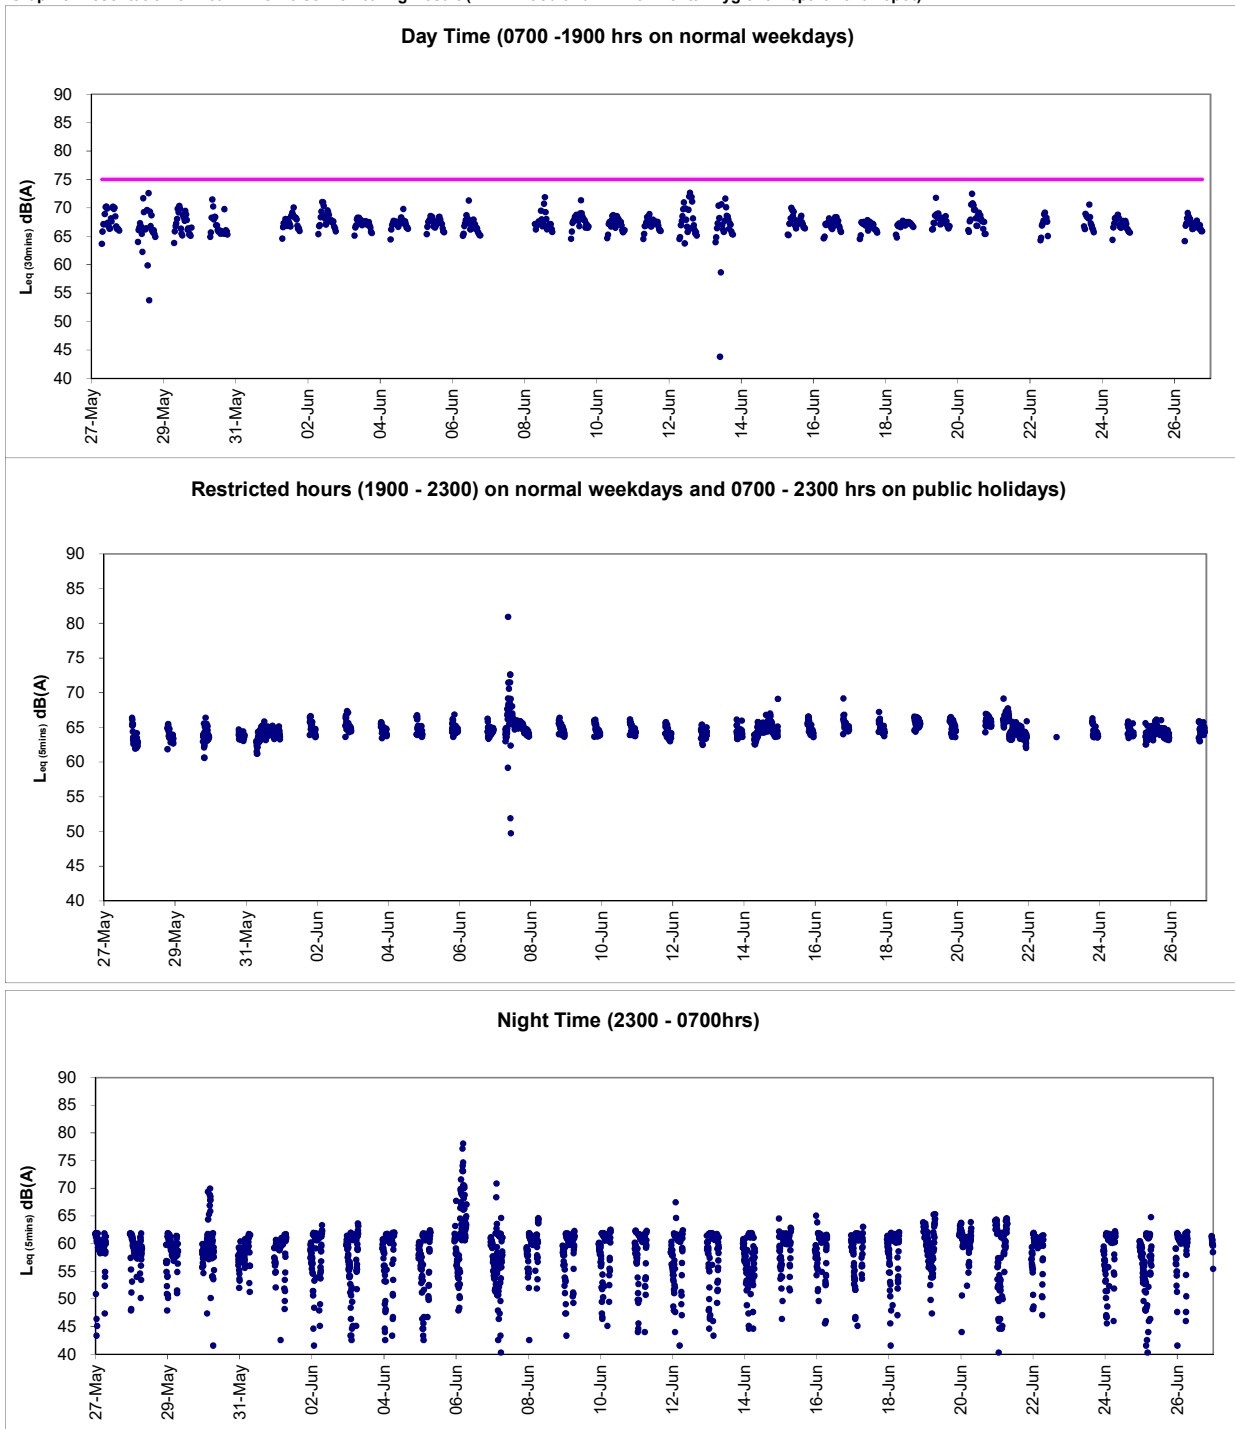 Day Time (0700 -1900 hrs on normal weekdays)
90
85
80
75
70
65
60
55
50
45
40
Leq (30mins) dB(A)
27-May
29-May
31-May
02-Jun
04-Jun
06-Jun
08-Jun
10-Jun
12-Jun
14-Jun
16-Jun
18-Jun
20-Jun
22-Jun
24-Jun
26-Jun
Restricted hours (1900 - 2300) on normal weekdays and 0700 - 2300 hrs on public holidays)
90
85
80
75
70
65
60
55
50
45
40
Leq (5mins) dB(A)
27-May
29-May
31-May
02-Jun
04-Jun
06-Jun
08-Jun
10-Jun
12-Jun
14-Jun
16-Jun
18-Jun
20-Jun
22-Jun
24-Jun
26-Jun
Night Time (2300 - 0700hrs)
90
85
80
75
70
65
60
55
50
45
40
Leq (5mins) dB(A)
27-May
29-May
31-May
02-Jun
04-Jun
06-Jun
08-Jun
10-Jun
12-Jun
14-Jun
16-Jun
18-Jun
20-Jun
22-Jun
24-Jun
26-Jun